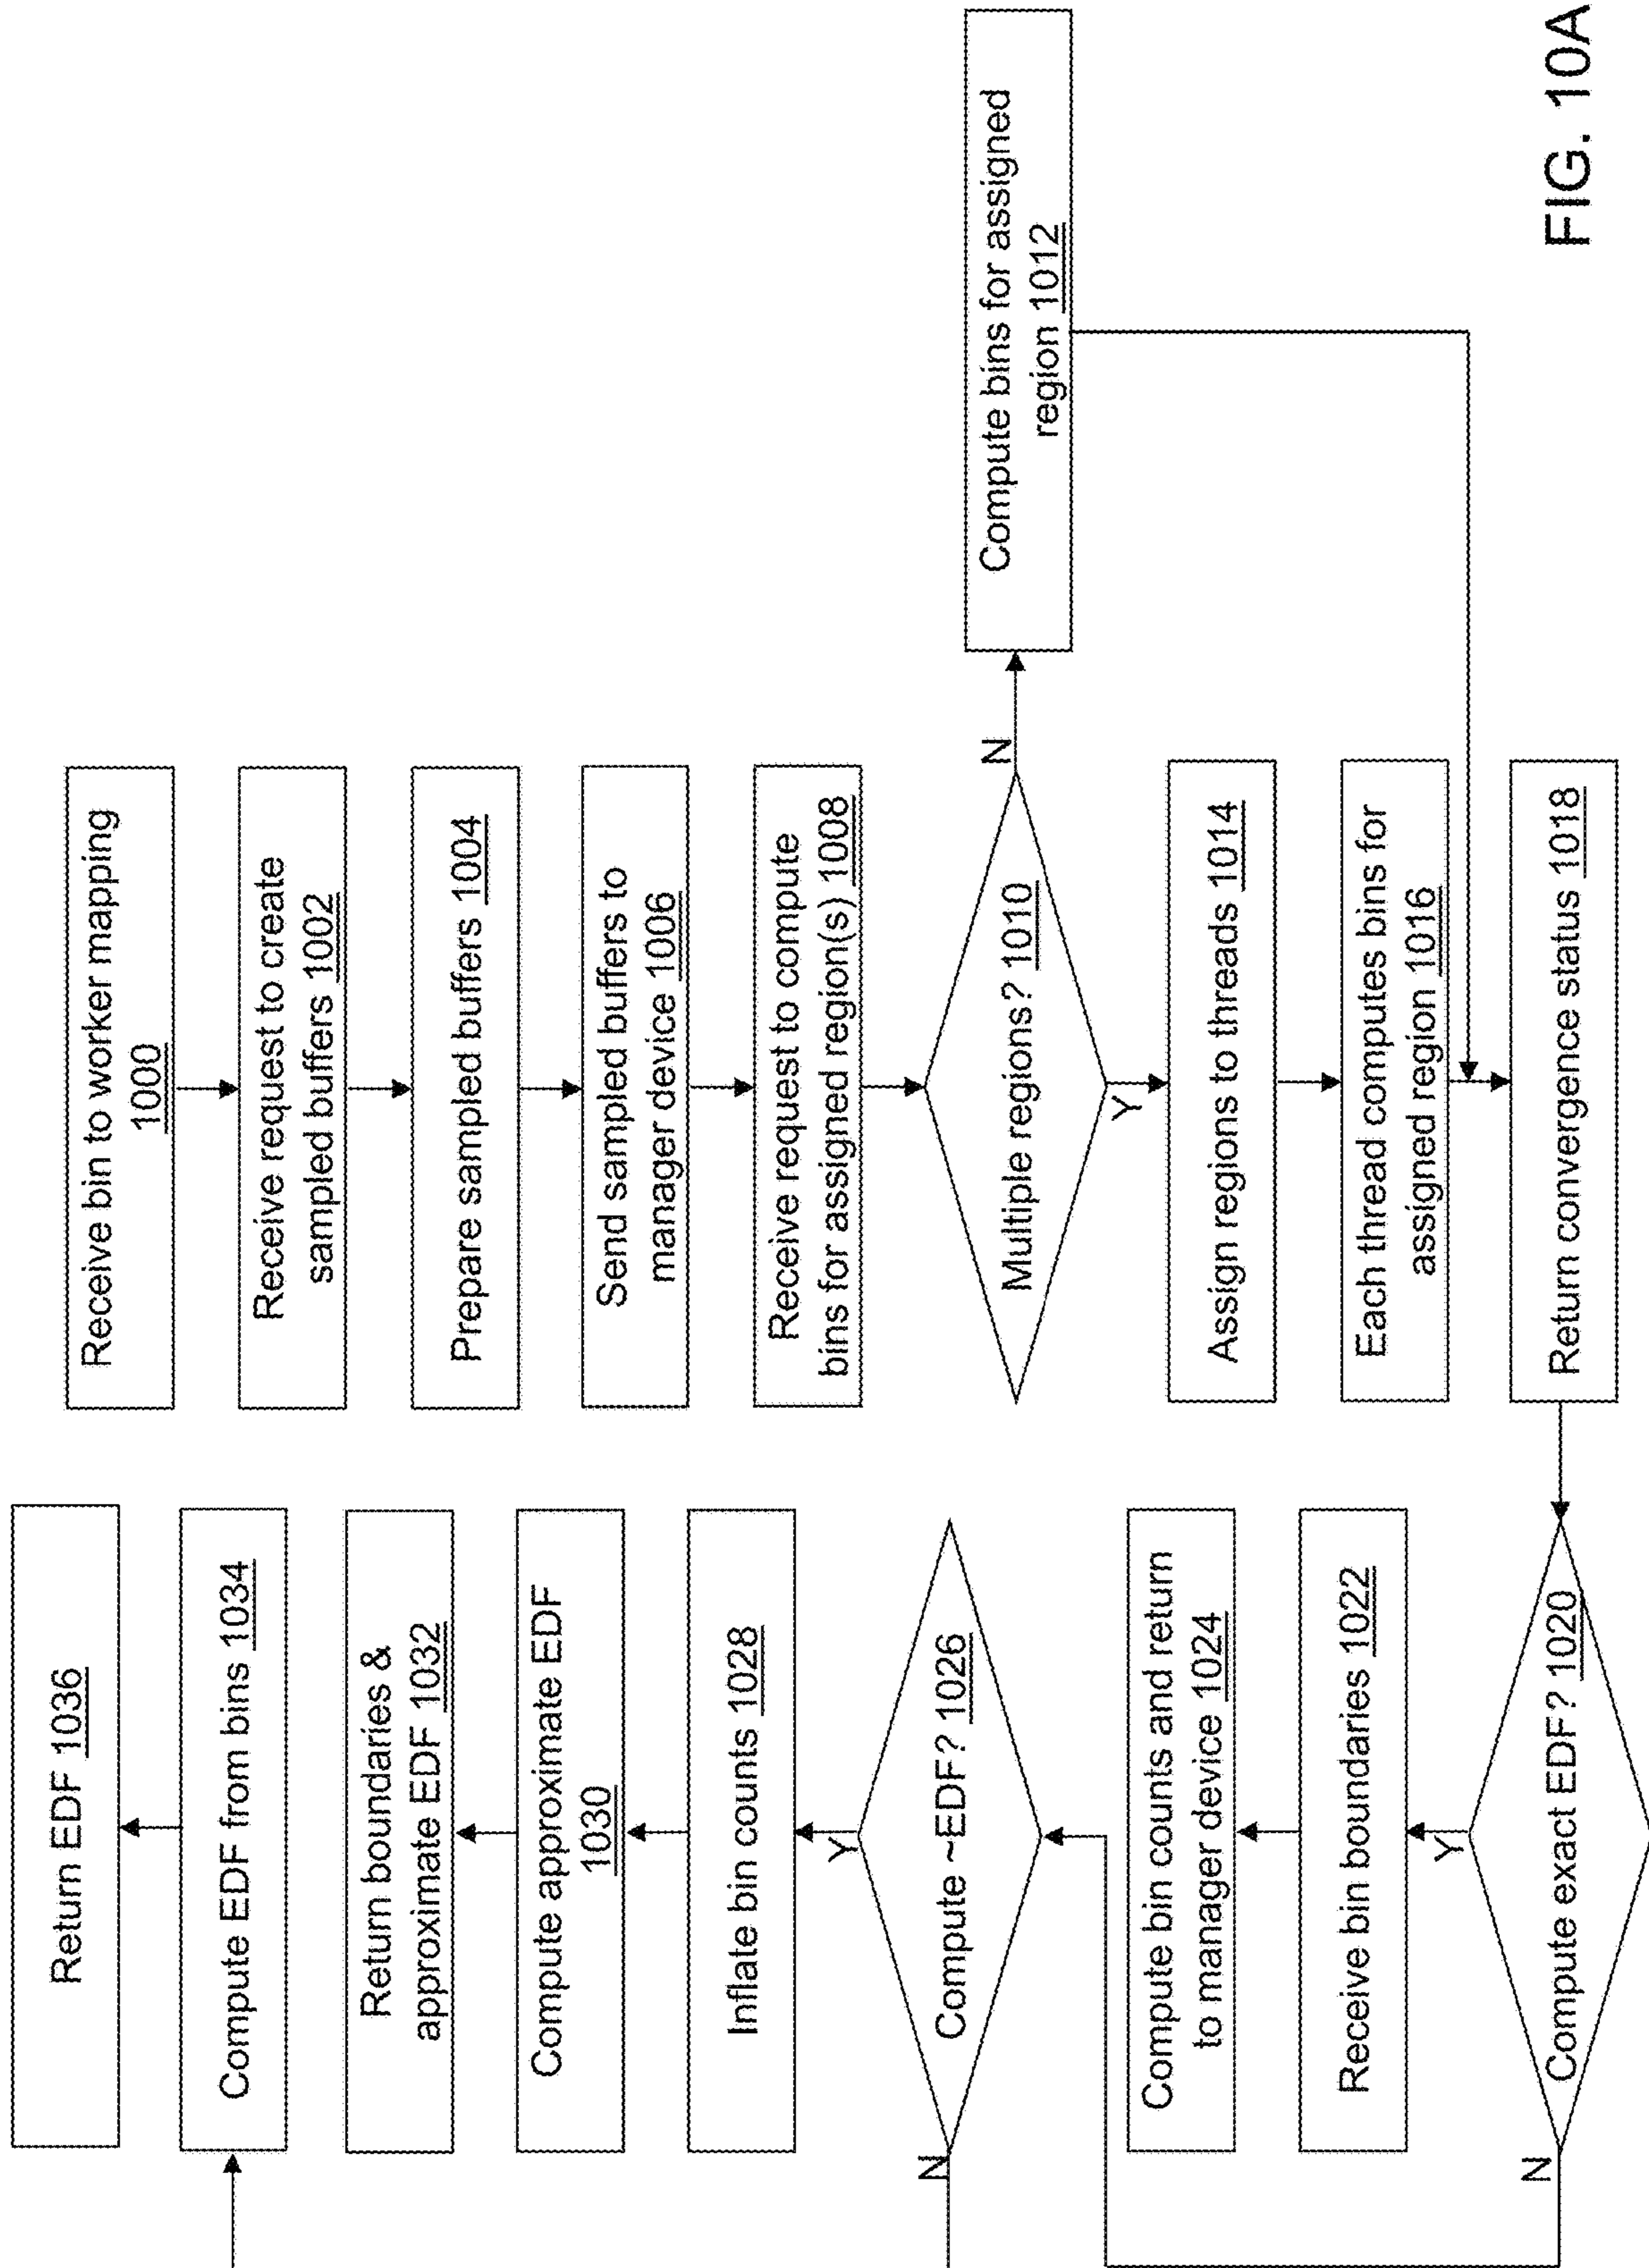 Receive bin to worker mapping
1000
Receive request to create
sampled buffers 1002
Prepare sampled buffers 1004
Send sampled buffers to
manager device 1006
Receive request to compute
bins for assigned region(s) 1008
Multiple regions? 1010
N
Y
Compute bins for assigned
region 1012
Assign regions to threads 1014
Each thread computes bins for
assigned region 1016
Return convergence status 1018
Compute exact EDF? 1020
Y
N
Receive bin boundaries 1022
Compute bin counts and return
to manager device 1024
Compute ~EDF? 1026
Y
N
Inflate bin counts 1028
Compute approximate EDF
1030
Return boundaries &
approximate EDF 1032
Compute EDF from bins 1034
Return EDF 1036
FIG. 10A